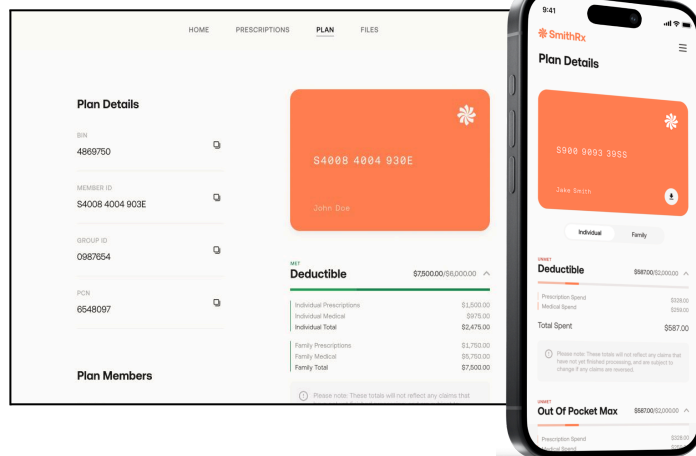 HOME PRESCRIPTIONS PLAN FILES
Plan Details
BIN
4869750
MEMBER ID
S4008 4004 903E
GROUP ID
0987654
PCN
6548097
Plan Members
S4008 4004 930E
John Doe
MET
Deductible $7,500.00/$6,000.00
Individual Prescriptions $1,500.00
Individual Medical $975.00
Individual Total $2,475.00
Family Prescriptions $1,750.00
Family Medical $5,750.00
Family Total $7,500.00
Please note: These totals will not reflect any claims that
9:41
SmithRx
Plan Details
S900 9093 39SS
Jake Smith
Individual Family
UNMET
Deductible $587.00/$2,000.00
Prescription Spend $328.00
Medical Spend $259.00
Total Spent $587.00
Please note: These totals will not reflect any claims that
have not yet finished processing, and are subject to
change if any claims are reversed.
UNMET
Out Of Pocket Max $587.00/$2,000.00
Prescription Spend $328.00
Medical Spend